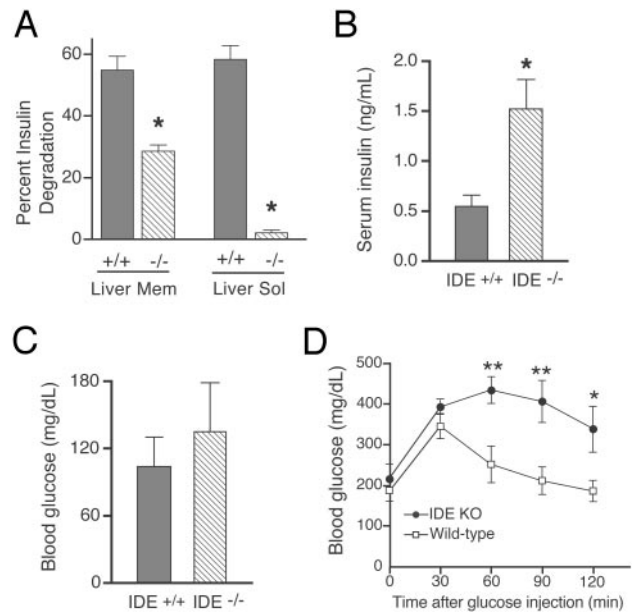 A
Percent Insulin
Degradation
60
40
20
0
*
*
+/+ -/- +/+ -/-
Liver Mem Liver Sol
B
Serum insulin (ng/mL)
2.0
1.5
1.0
0.5
0.0
*
IDE +/+ IDE -/-
C
Blood glucose (mg/dL)
180
120
60
0
IDE +/+ IDE -/-
D
Blood glucose (mg/dL)
500
400
300
200
0
** ** *
IDE KO
Wild-type
0 30 60 90 120
Time after glucose injection (min)